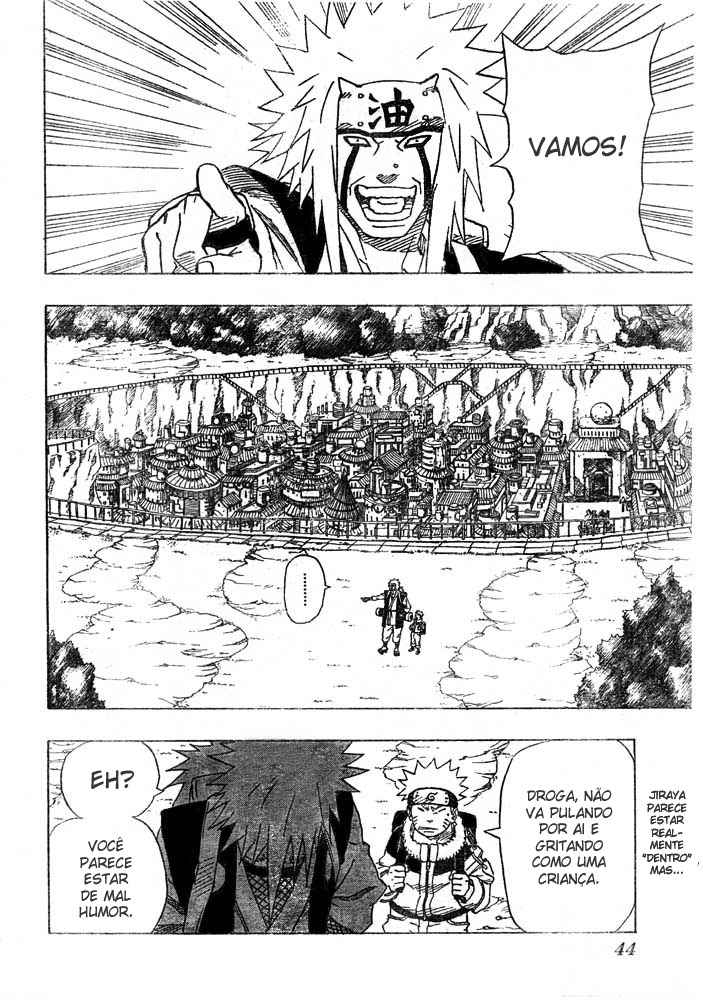 油
VAMOS!
.........
JIRAYA
PARECE
ESTAR
REAL-
MENTE
"DENTRO",
MAS...
DROGA, NÃO
VA PULANDO
POR AI E
GRITANDO
COMO UMA
CRIANÇA.
EH?
VOCÊ
PARECE
ESTAR
DE MAL
HUMOR.
44